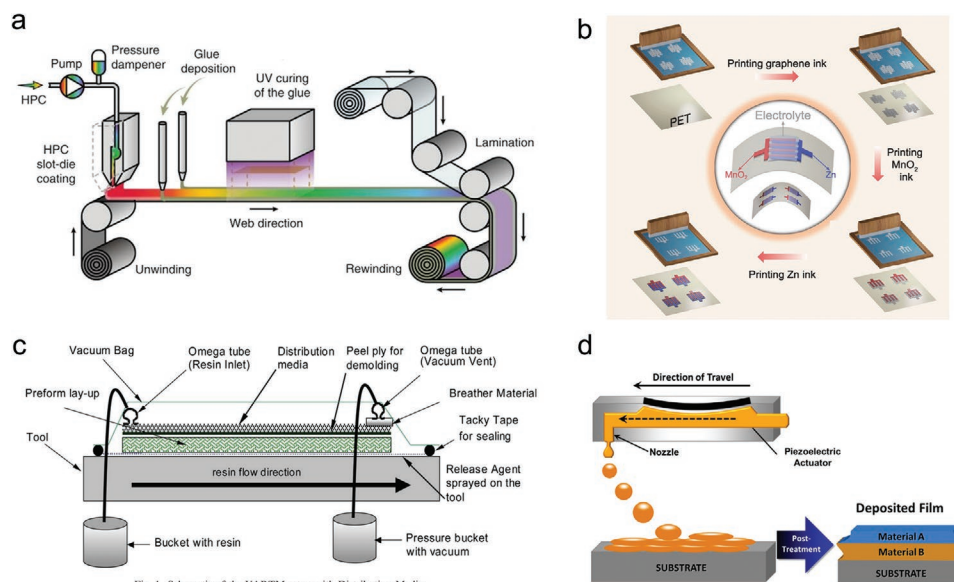 a
Pump
Pressure
dampener
HPC
Glue
deposition
UV curing
of the glue
HPC
slot-die
coating
Lamination
Web direction
Unwinding
Rewinding
b
Printing graphene ink
PET
Electrolyte
MnO2
Zn
Printing
MnO2
ink
Printing Zn ink
c
Vacuum Bag
Omega tube
(Resin Inlet)
Distribution
media
Peel ply for
demolding
Omega tube
(Vacuum Vent)
Preform lay-up
Breather Material
Tacky Tape
for sealing
Tool
resin flow direction
Release Agent
sprayed on the
tool
Bucket with resin
Pressure bucket
with vacuum
d
Direction of Travel
Nozzle
Piezoelectric
Actuator
Deposited Film
Post-
Treatment
Material A
Material B
SUBSTRATE
SUBSTRATE